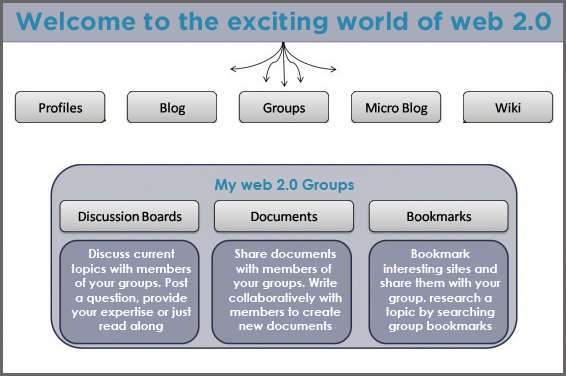 Welcome to the exciting world of web 2.0
Profiles
Blog
Groups
Micro Blog
Wiki
My web 2.0 Groups
Discussion Boards
Documents
Bookmarks
Discuss current
topics with members
of your groups. Post
a question, provide
your expertise or just
read along
Share documents
with members of
your groups. Write
collaboratively with
members to create
new documents
Bookmark
interesting sites and
share them with your
group. research a
topic by searching
group bookmarks